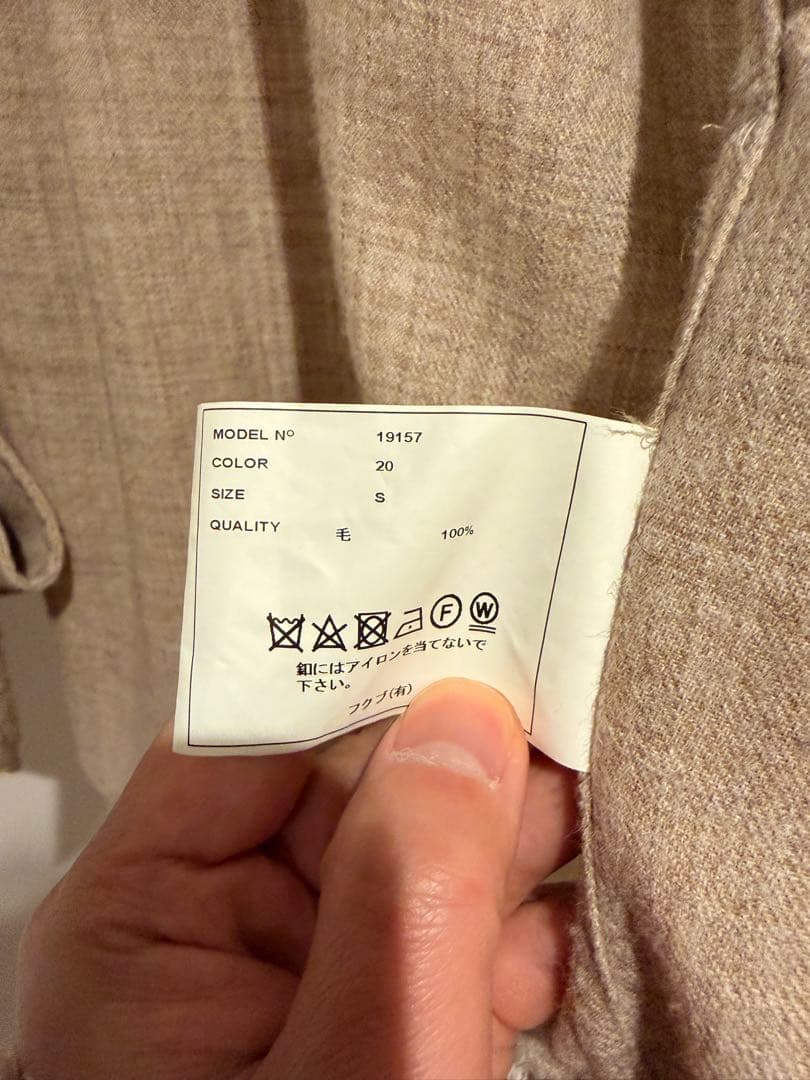 MODEL Nº 19157
COLOR 20
SIZE S
QUALITY 毛 100%
F W
釦にはアイロンを当てないで
下さい。
フクブ(有)